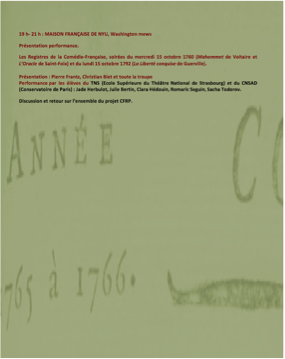 19 h- 21 h : MAISON FRANÇAISE DE NYU, Washington mews
Présentation performance.
Les Registres de la Comédie-Française, soirées du mercredi 15 octobre 1760 (Mahommet de Voltaire et
L'Oracle de Saint-Foix) et du lundi 15 octobre 1792 (La Liberté conquise de Guerville).
Présentation : Pierre Frantz, Christian Biet et toute la troupe
Performance par les élèves du TNS (Ecole Supérieure du Théâtre National de Strasbourg) et du CNSAD
(Conservatoire de Paris) : Jade Herbulot, Julie Bertin, Clara Hédouin, Romaric Seguin, Sacha Todorov.
Discussion et retour sur l'ensemble du projet CFRP.
ANNÉE
CO
765 à 1766.